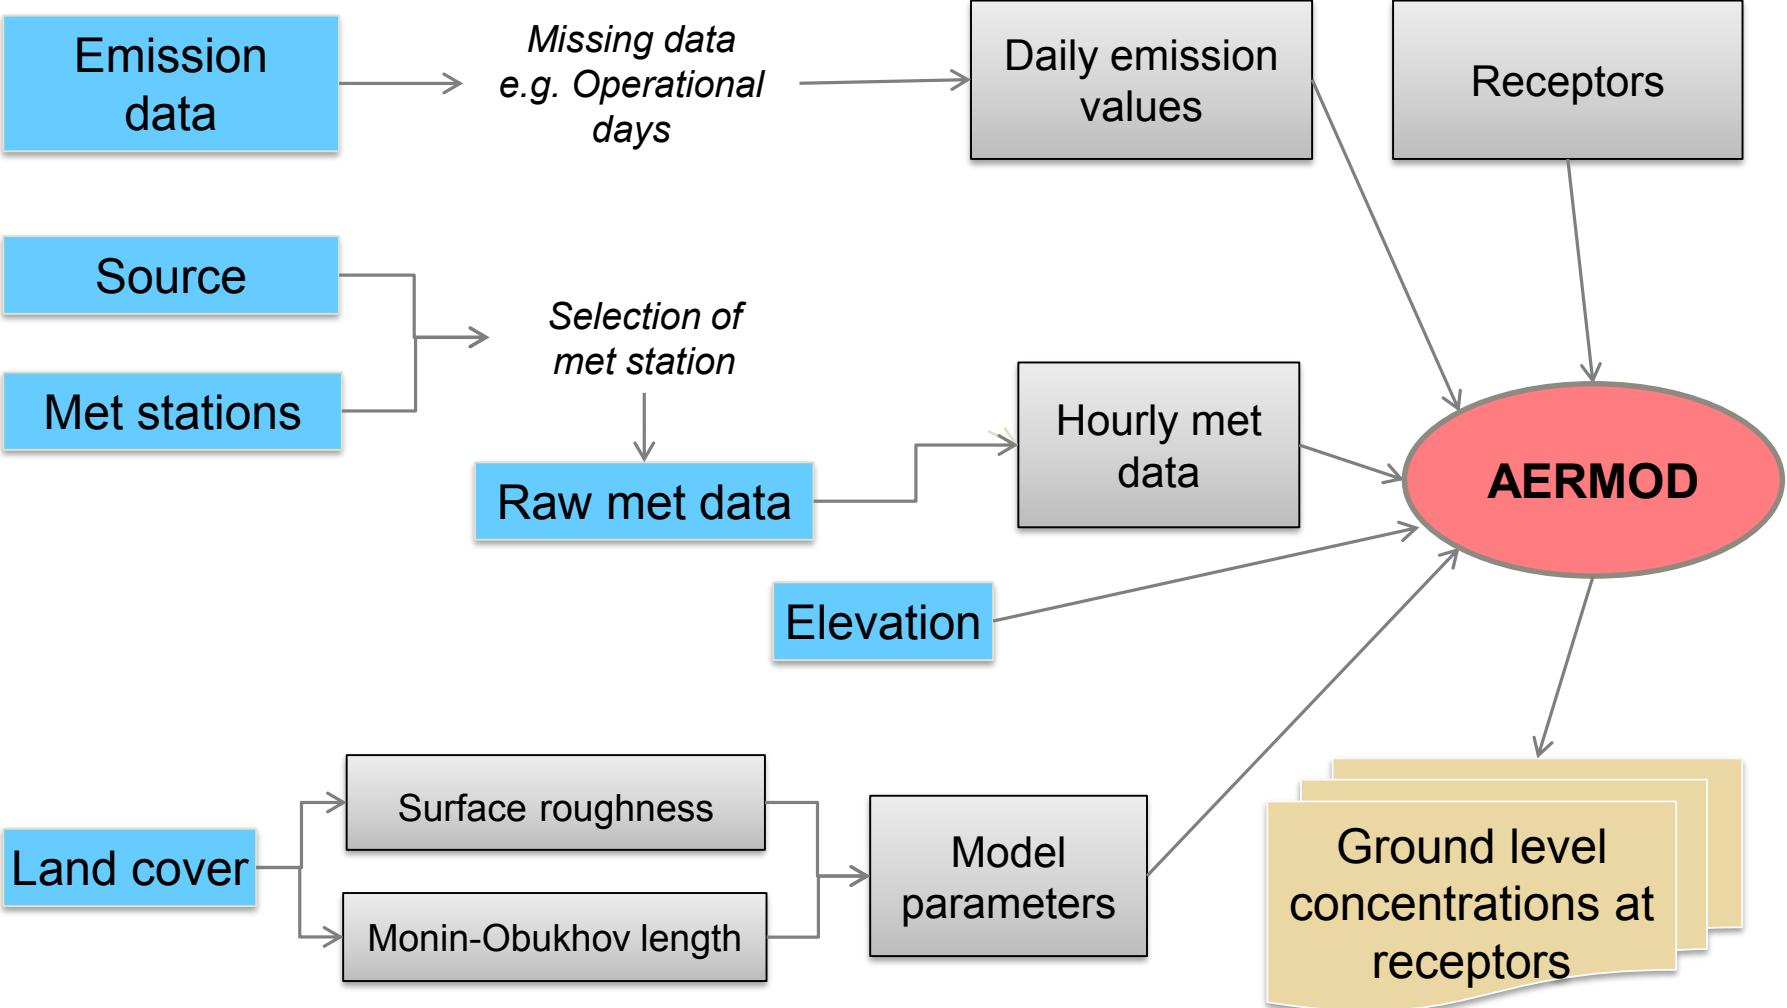 Emission
data
Missing data
e.g. Operational
days
Daily emission
values
Receptors
Source
Met stations
Selection of
met station
Raw met data
Hourly met
data
AERMOD
Elevation
Land cover
Surface roughness
Monin-Obukhov length
Model
parameters
Ground level
concentrations at
receptors